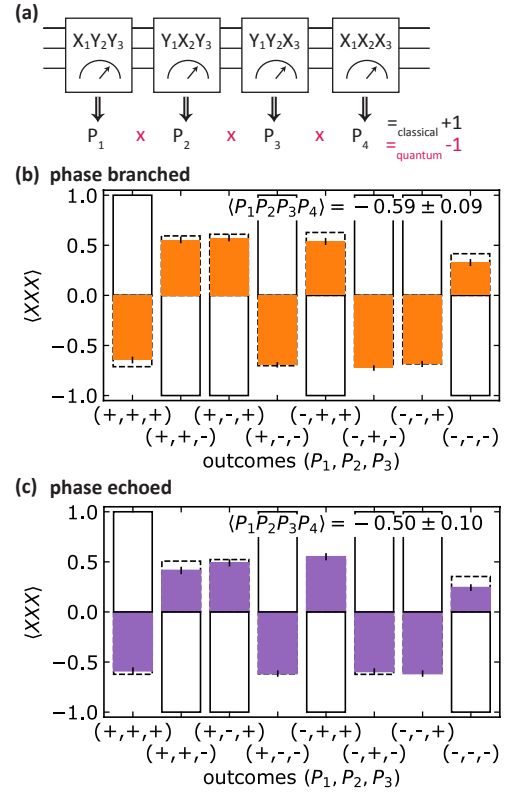 (a)
X₁Y₂Y₃ Y₁X₂Y₃ Y₁Y₂X₃ X₁X₂X₃
P₁ x P₂ x P₃ x P₄ =classical +1
=quantum -1
(b) phase branched
⟨P₁P₂P₃P₄⟩ = −0.59 ± 0.09
1.0
0.5
0.0
−0.5
−1.0
⟨XXX⟩
(+,+,+) (+,-,+) (-,+,+) (-,-,+)
(+,+,-) (+,-,-) (-,+,-) (-,-,-)
outcomes (P₁, P₂, P₃)
(c) phase echoed
⟨P₁P₂P₃P₄⟩ = −0.50 ± 0.10
1.0
0.5
0.0
−0.5
−1.0
⟨XXX⟩
(+,+,+) (+,-,+) (-,+,+) (-,-,+)
(+,+,-) (+,-,-) (-,+,-) (-,-,-)
outcomes (P₁, P₂, P₃)